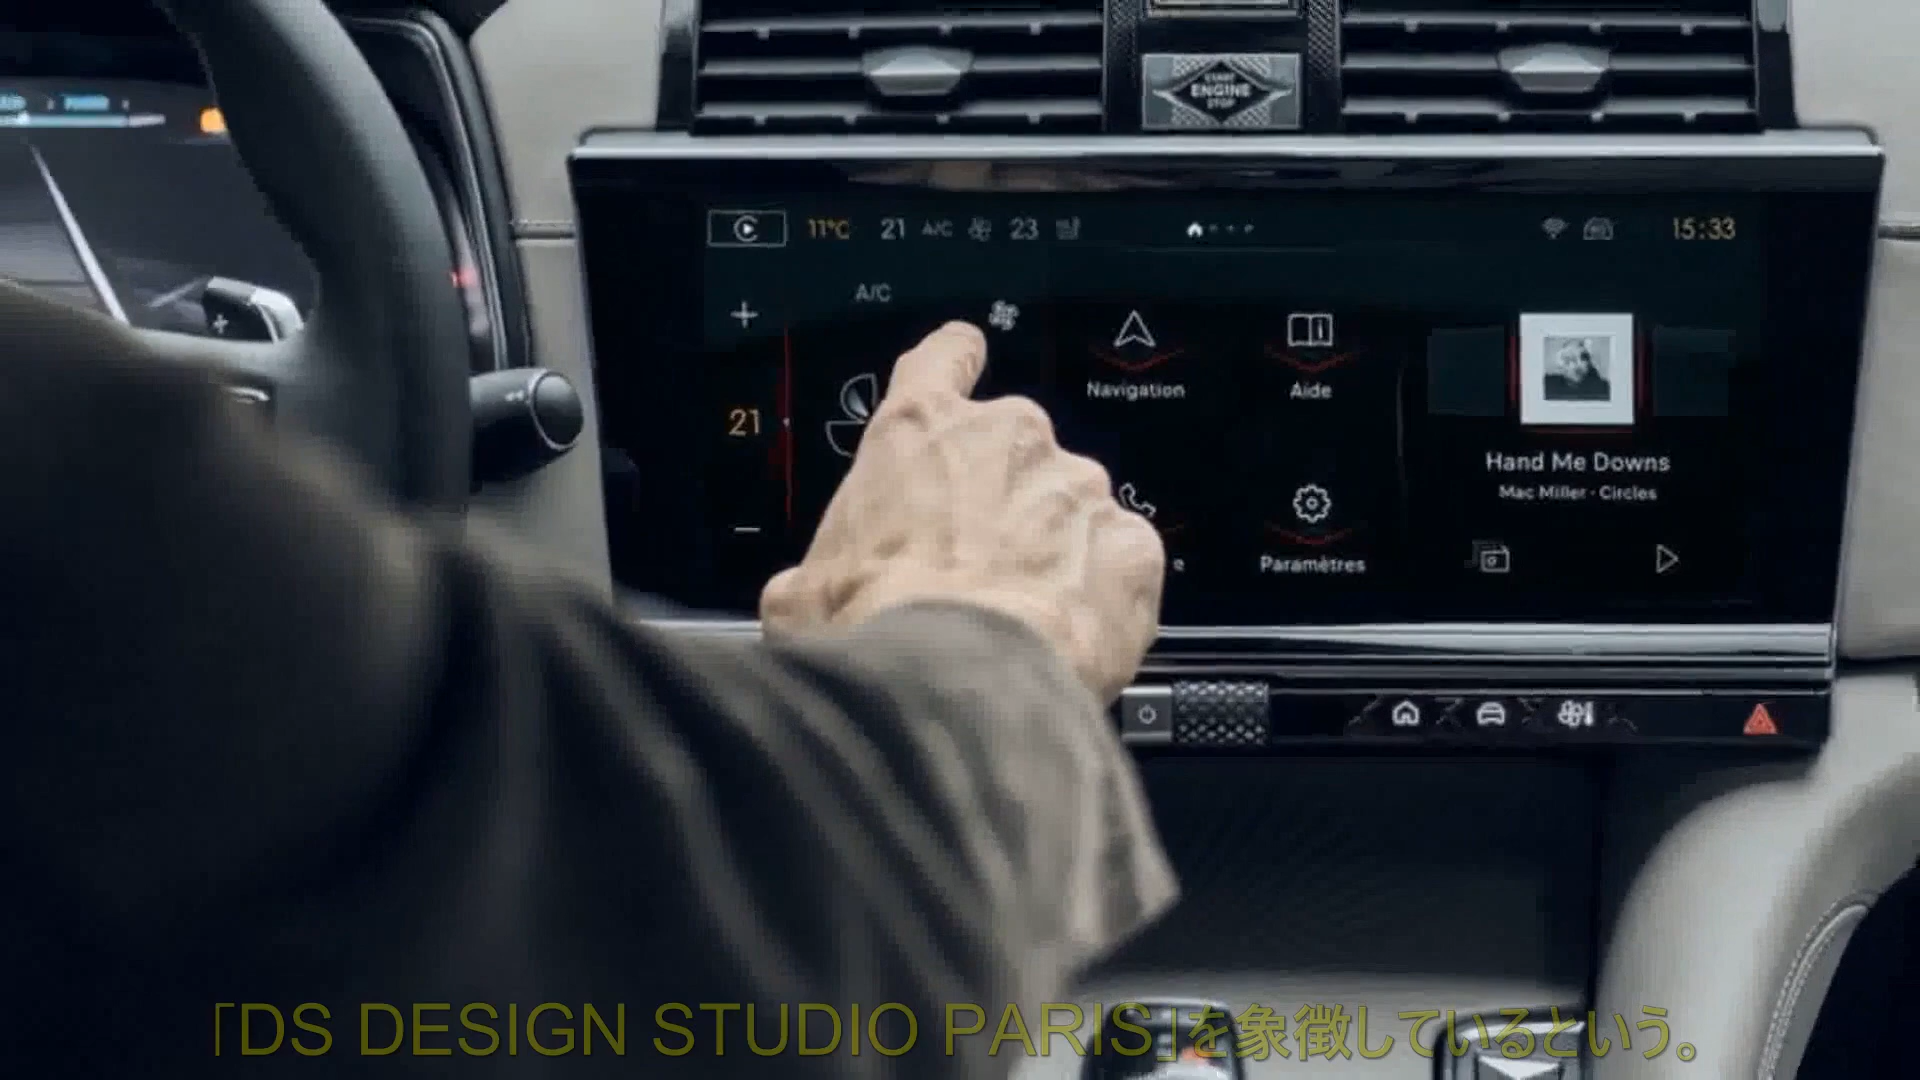 START
ENGINE
STOP
11°C 21 A/C 23 15:33
A/C
21
Navigation
Aide
Paramètres
Hand Me Downs
Mac Miller · Circles
「DS DESIGN STUDIO PARIS」を象徴しているという。